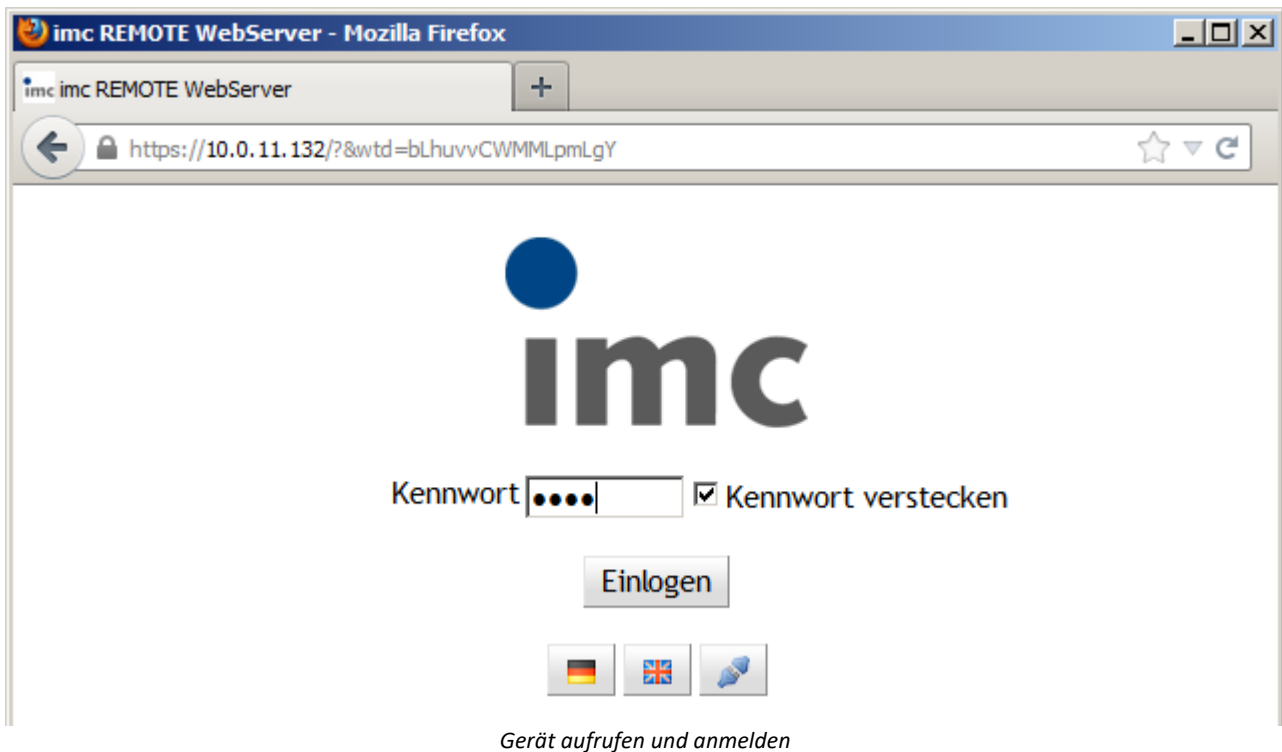 imc REMOTE WebServer - Mozilla Firefox
imc imc REMOTE WebServer
https://10.0.11.132/?&wtd=bLhuvvCWMMLpmLgY
imc
Kennwort
Kennwort verstecken
Einlogen
Gerät aufrufen und anmelden